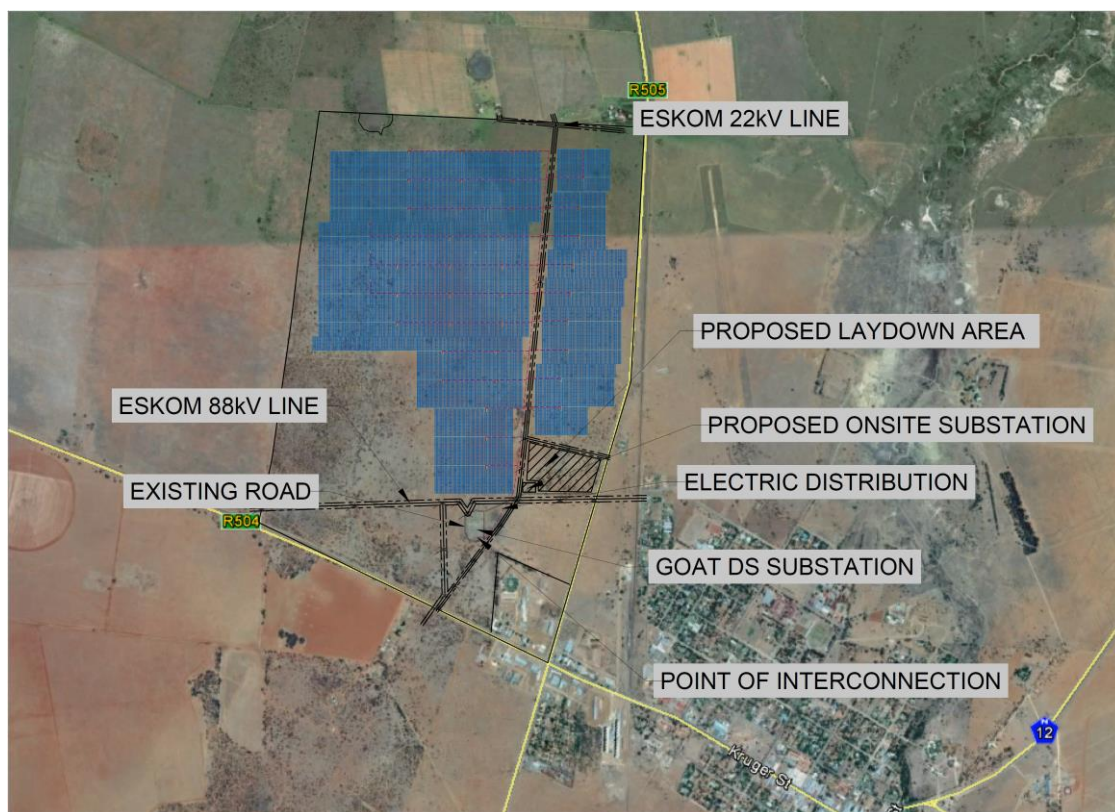 R505
ESKOM 22kV LINE
PROPOSED LAYDOWN AREA
ESKOM 88kV LINE
PROPOSED ONSITE SUBSTATION
EXISTING ROAD
ELECTRIC DISTRIBUTION
R504
GOAT DS SUBSTATION
POINT OF INTERCONNECTION
N
12
Kruger St